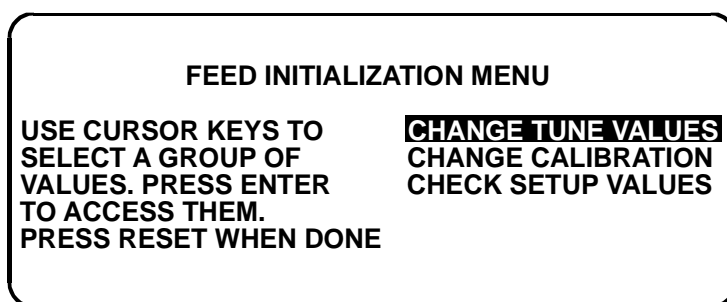 FEED INITIALIZATION MENU
USE CURSOR KEYS TO
SELECT A GROUP OF
VALUES. PRESS ENTER
TO ACCESS THEM.
PRESS RESET WHEN DONE
CHANGE TUNE VALUES
CHANGE CALIBRATION
CHECK SETUP VALUES